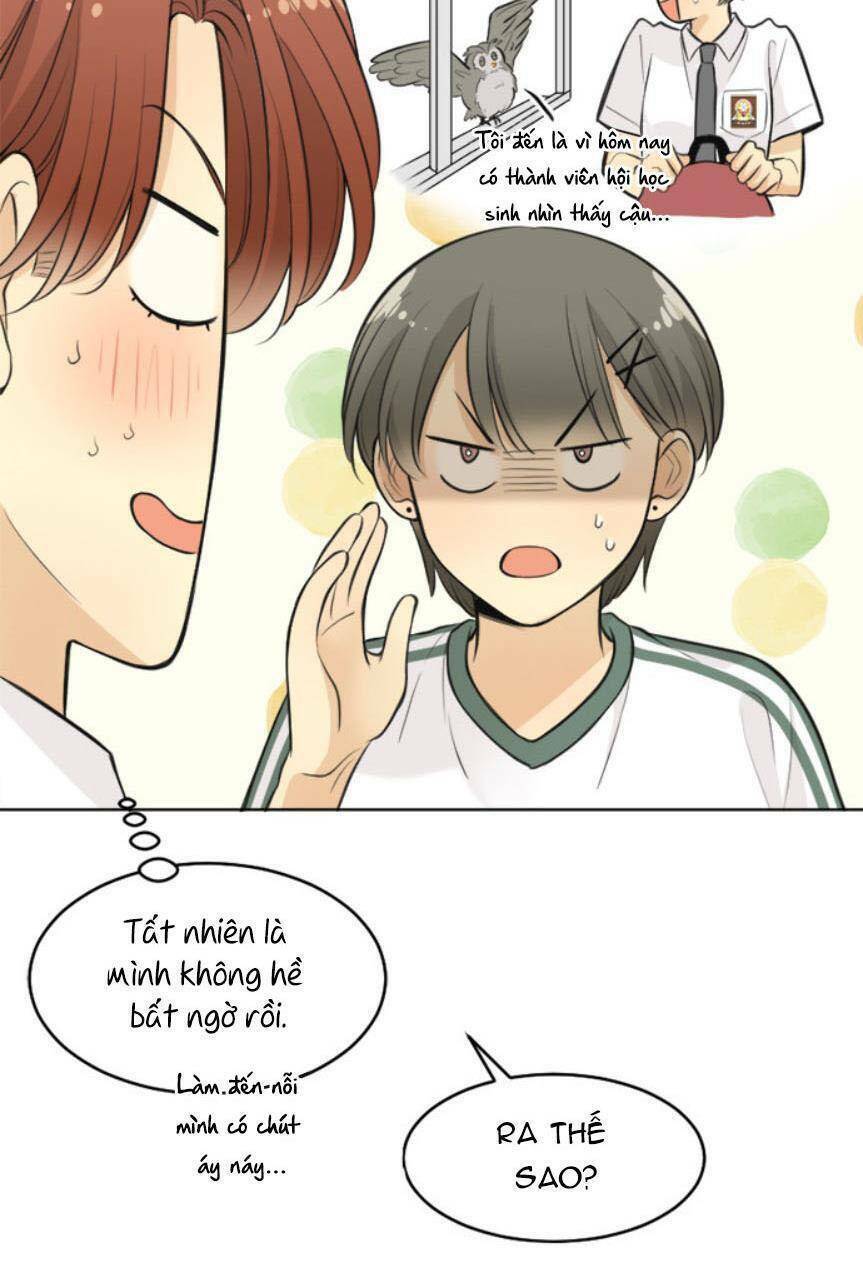 Tôi đến là vì hôm nay
có thành viên hội học
sinh nhìn thấy cậu...
Tất nhiên là
mình không hề
bất ngờ rồi.
Làm đến nỗi
mình có chút
áy náy...
RA THẾ
SAO?